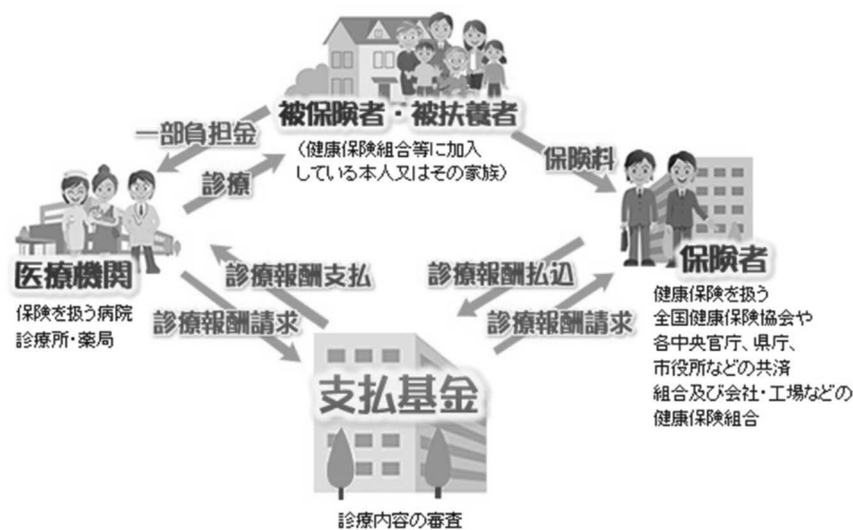 被保険者・被扶養者
(健康保険組合等に加入
している本人又はその家族)
一部負担金
診療
保険料
医療機関
保険を扱う病院
診療所・薬局
保険者
健康保険を扱う
全国健康保険協会や
各中央官庁、県庁、
市役所などの共済
組合及び会社・工場などの
健康保険組合
診療報酬支払
診療報酬請求
診療報酬払込
診療報酬請求
支払基金
診療内容の審査